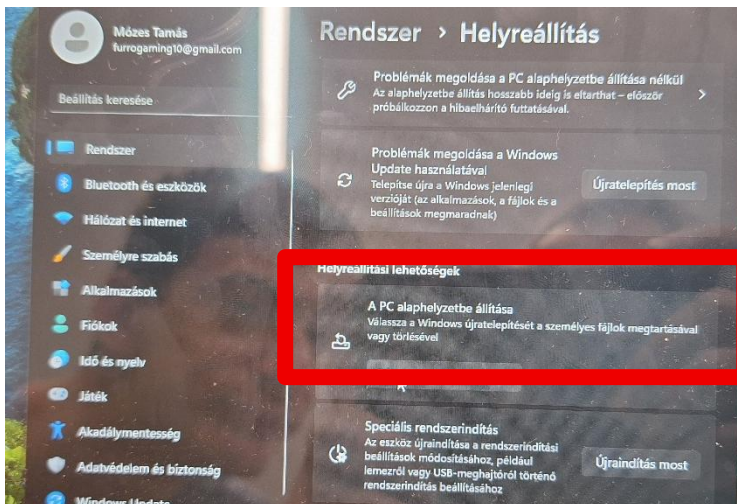 Mózes Tamás
furrogaming10@gmail.com
Beállítás keresése
Rendszer
Bluetooth és eszközök
Hálózat és internet
Személyre szabás
Alkalmazások
Fiókok
Idő és nyelv
Játék
Akadálymentesség
Adatvédelem és biztonság
Windows Update
Rendszer > Helyreállítás
Problémák megoldása a PC alaphelyzetbe állítása nélkül
Az alaphelyzetbe állítás hosszabb ideig is eltarthat – először
próbálkozzon a hibaelhárító futtatásával.
Problémák megoldása a Windows
Update használatával
Telepítse újra a Windows jelenlegi
verzióját (az alkalmazások, a fájlok és a
beállítások megmaradnak)
Újratelepítés most
Helyreállítási lehetőségek
A PC alaphelyzetbe állítása
Válassza a Windows újratelepítését a személyes fájlok megtartásával
vagy törlésével
Speciális rendszerindítás
Az eszköz újraindítása a rendszerindítási
beállítások módosításához, például
lemezről vagy USB-meghajtóról történő
rendszerindítás beállításához
Újraindítás most